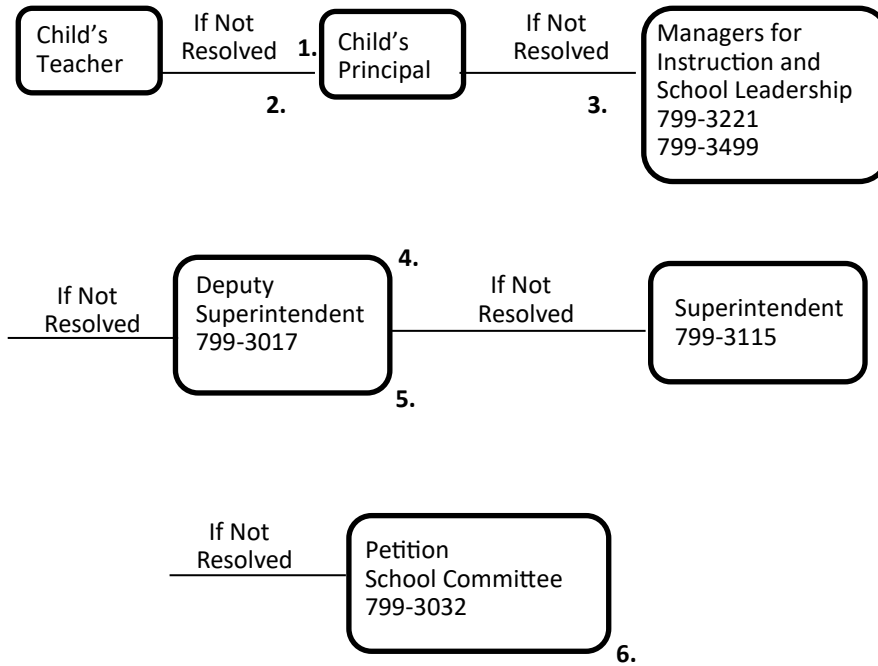 Child's
Teacher
If Not
Resolved
1.
Child's
Principal
2.
If Not
Resolved
3.
Managers for
Instruction and
School Leadership
799-3221
799-3499
If Not
Resolved
Deputy
Superintendent
799-3017
4.
5.
If Not
Resolved
Superintendent
799-3115
If Not
Resolved
Petition
School Committee
799-3032
6.